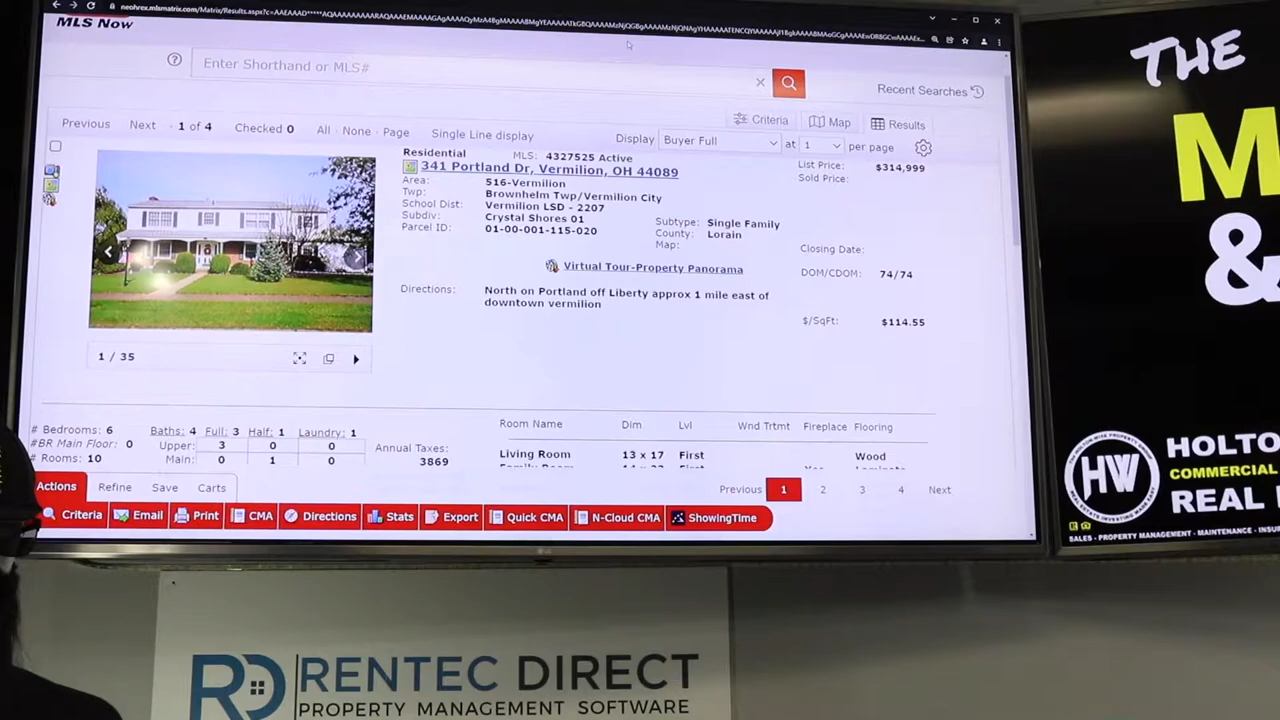 MLS Now
Enter Shorthand or MLS#
Recent Searches
Previous Next · 1 of 4 Checked 0 All · None · Page Single Line display
Criteria Map Results
Display Buyer Full at 1 per page
Residential MLS: 4327525 Active
341 Portland Dr, Vermilion, OH 44089
Area: 516-Vermilion
Twp: Brownhelm Twp/Vermilion City
School Dist: Vermilion LSD - 2207
Subdiv: Crystal Shores 01
Parcel ID: 01-00-001-115-020
Subtype: Single Family
County: Lorain
Map:
List Price: $314,999
Sold Price:
Closing Date:
DOM/CDOM: 74/74
$/SqFt: $114.55
Virtual Tour-Property Panorama
Directions: North on Portland off Liberty approx 1 mile east of
downtown vermilion
1 / 35
# Bedrooms: 6 Baths: 4 Full: 3 Half: 1 Laundry: 1
#BR Main Floor: 0 Upper: 3 0 0
# Rooms: 10 Main: 0 1 0
Annual Taxes:
3869
Room Name Dim Lvl Wnd Trtmt Fireplace Flooring
Living Room 13 x 17 First Wood
Actions Refine Save Carts
Previous 1 2 3 4 Next
Criteria Email Print CMA Directions Stats Export Quick CMA N-Cloud CMA ShowingTime
LG
RD RENTEC DIRECT
PROPERTY MANAGEMENT SOFTWARE
THE
M
&
HW
HOLTO
COMMERCIAL
REAL
SALES - PROPERTY MANAGEMENT - MAINTENANCE - INSU